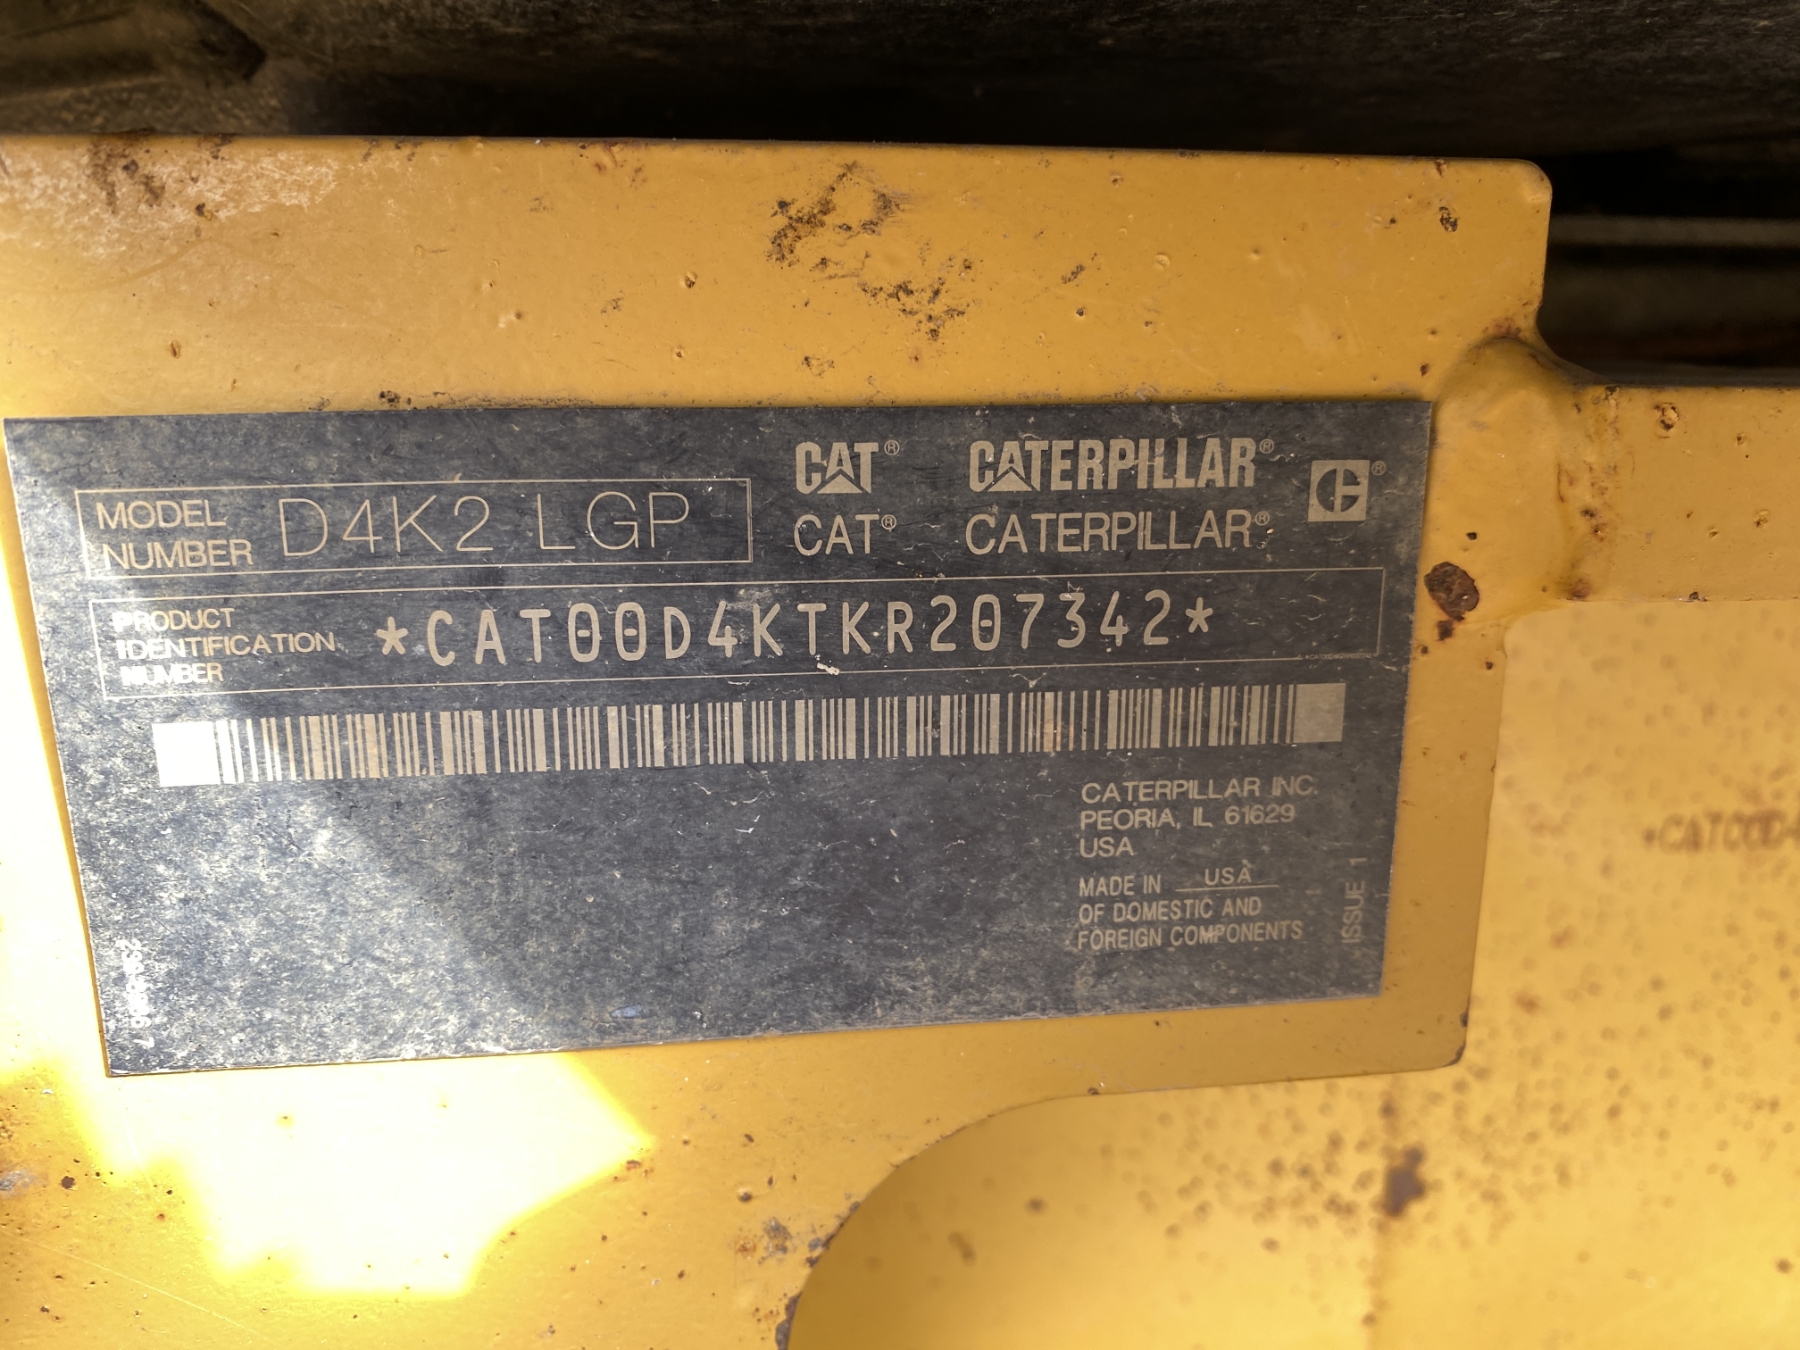 CAT® CATERPILLAR® ®
MODEL NUMBER D4K2 LGP
CAT® CATERPILLAR®
PRODUCT
IDENTIFICATION
NUMBER
*CAT00D4KTKR207342*
CATERPILLAR INC.
PEORIA, IL 61629
USA
MADE IN USA
OF DOMESTIC AND
FOREIGN COMPONENTS
ISSUE 1
*CAT00D4